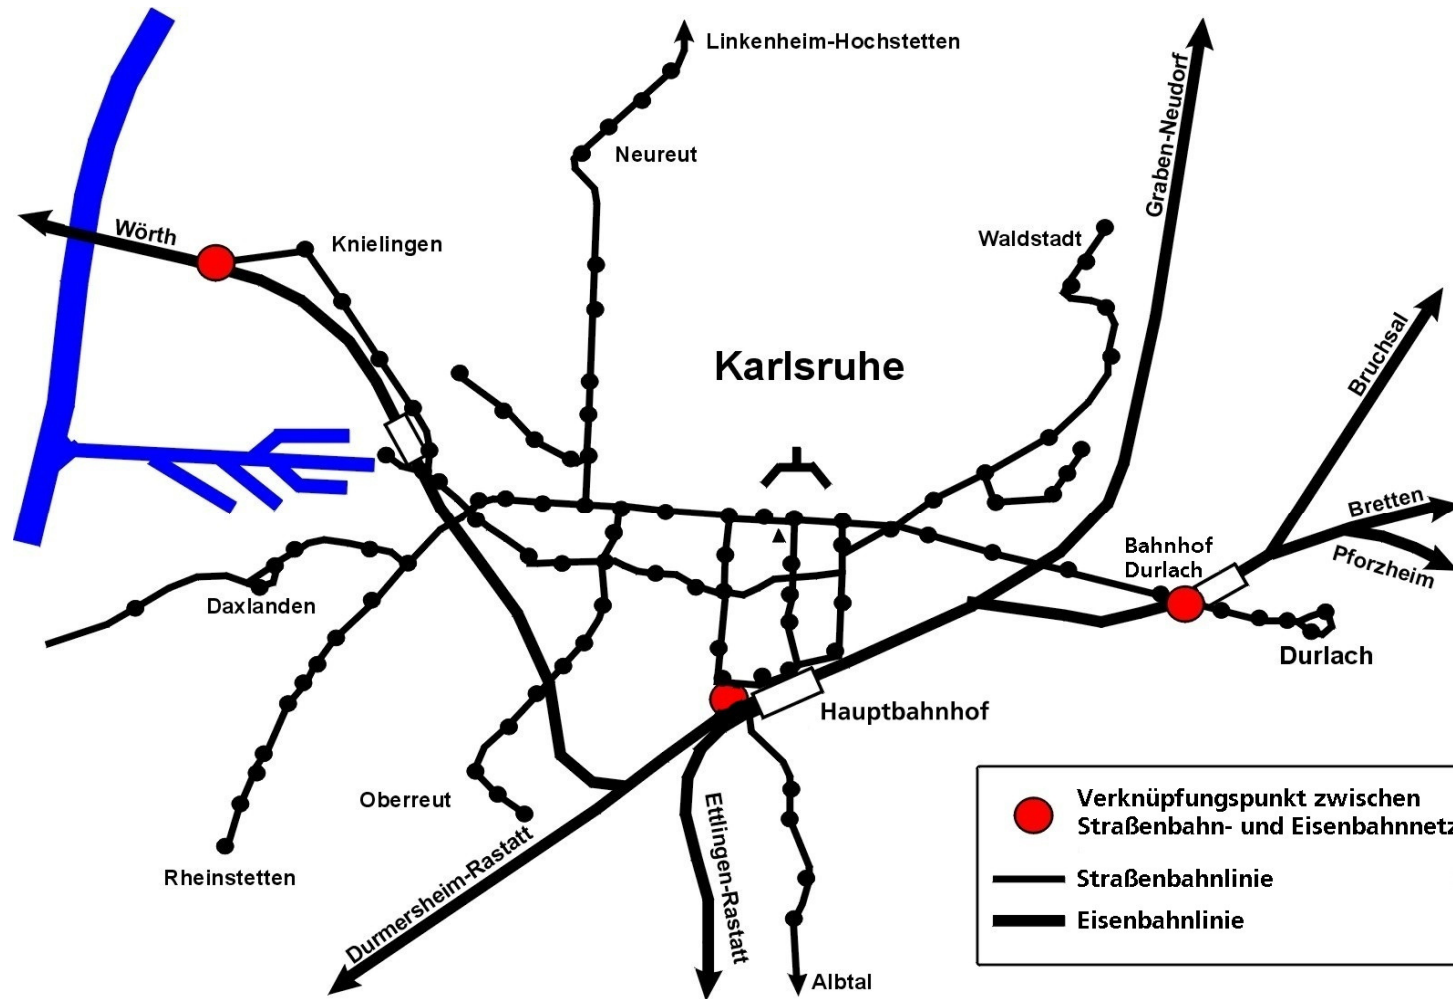 Linkenheim-Hochstetten
Neureut
Graben-Neudorf
Wörth
Knielingen
Waldstadt
Karlsruhe
Bruchsal
Bretten
Pforzheim
Bahnhof
Durlach
Daxlanden
Durlach
Hauptbahnhof
Oberreut
Rheinstetten
Durmersheim-Rastatt
Ettlingen-Rastatt
Albtal
Verknüpfungspunkt zwischen
Straßenbahn- und Eisenbahnnetz
Straßenbahnlinie
Eisenbahnlinie